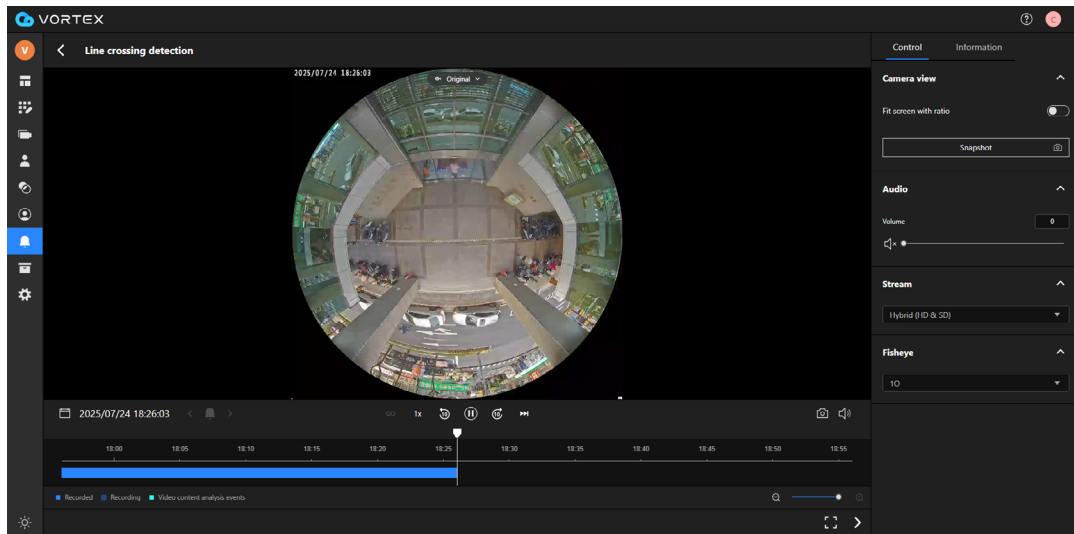 VORTEX
C
V
Line crossing detection
Control
Information
2025/07/24 18:26:03
Original
Camera view
Fit screen with ratio
Snapshot
Audio
Volume
0
Stream
Hybrid (HD & SD)
Fisheye
1O
2025/07/24 18:26:03
1x
10
10
18:00
18:05
18:10
18:15
18:20
18:25
18:30
18:35
18:40
18:45
18:50
18:55
Recorded
Recording
Video content analysis events